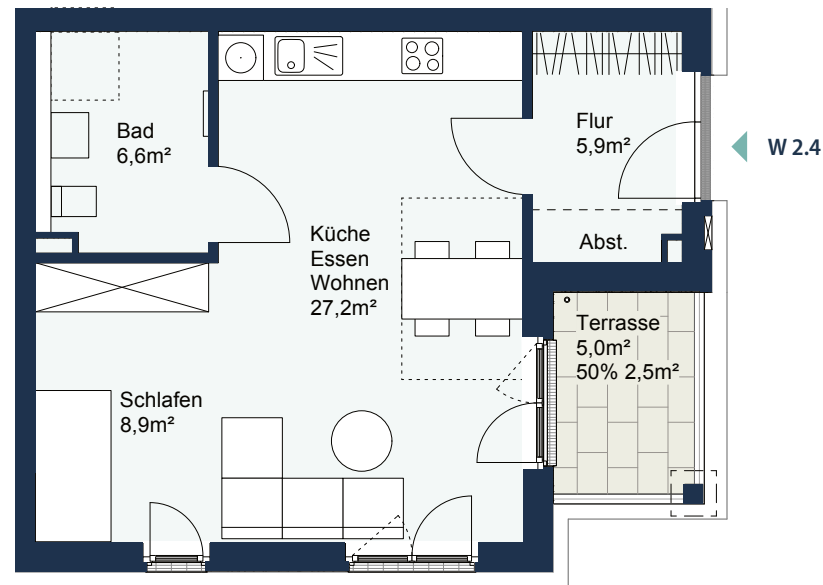 Bad
6,6m²
Flur
5,9m²
W 2.4
Küche
Essen
Wohnen
27,2m²
Abst.
Terrasse
5,0m²
50% 2,5m²
Schlafen
8,9m²